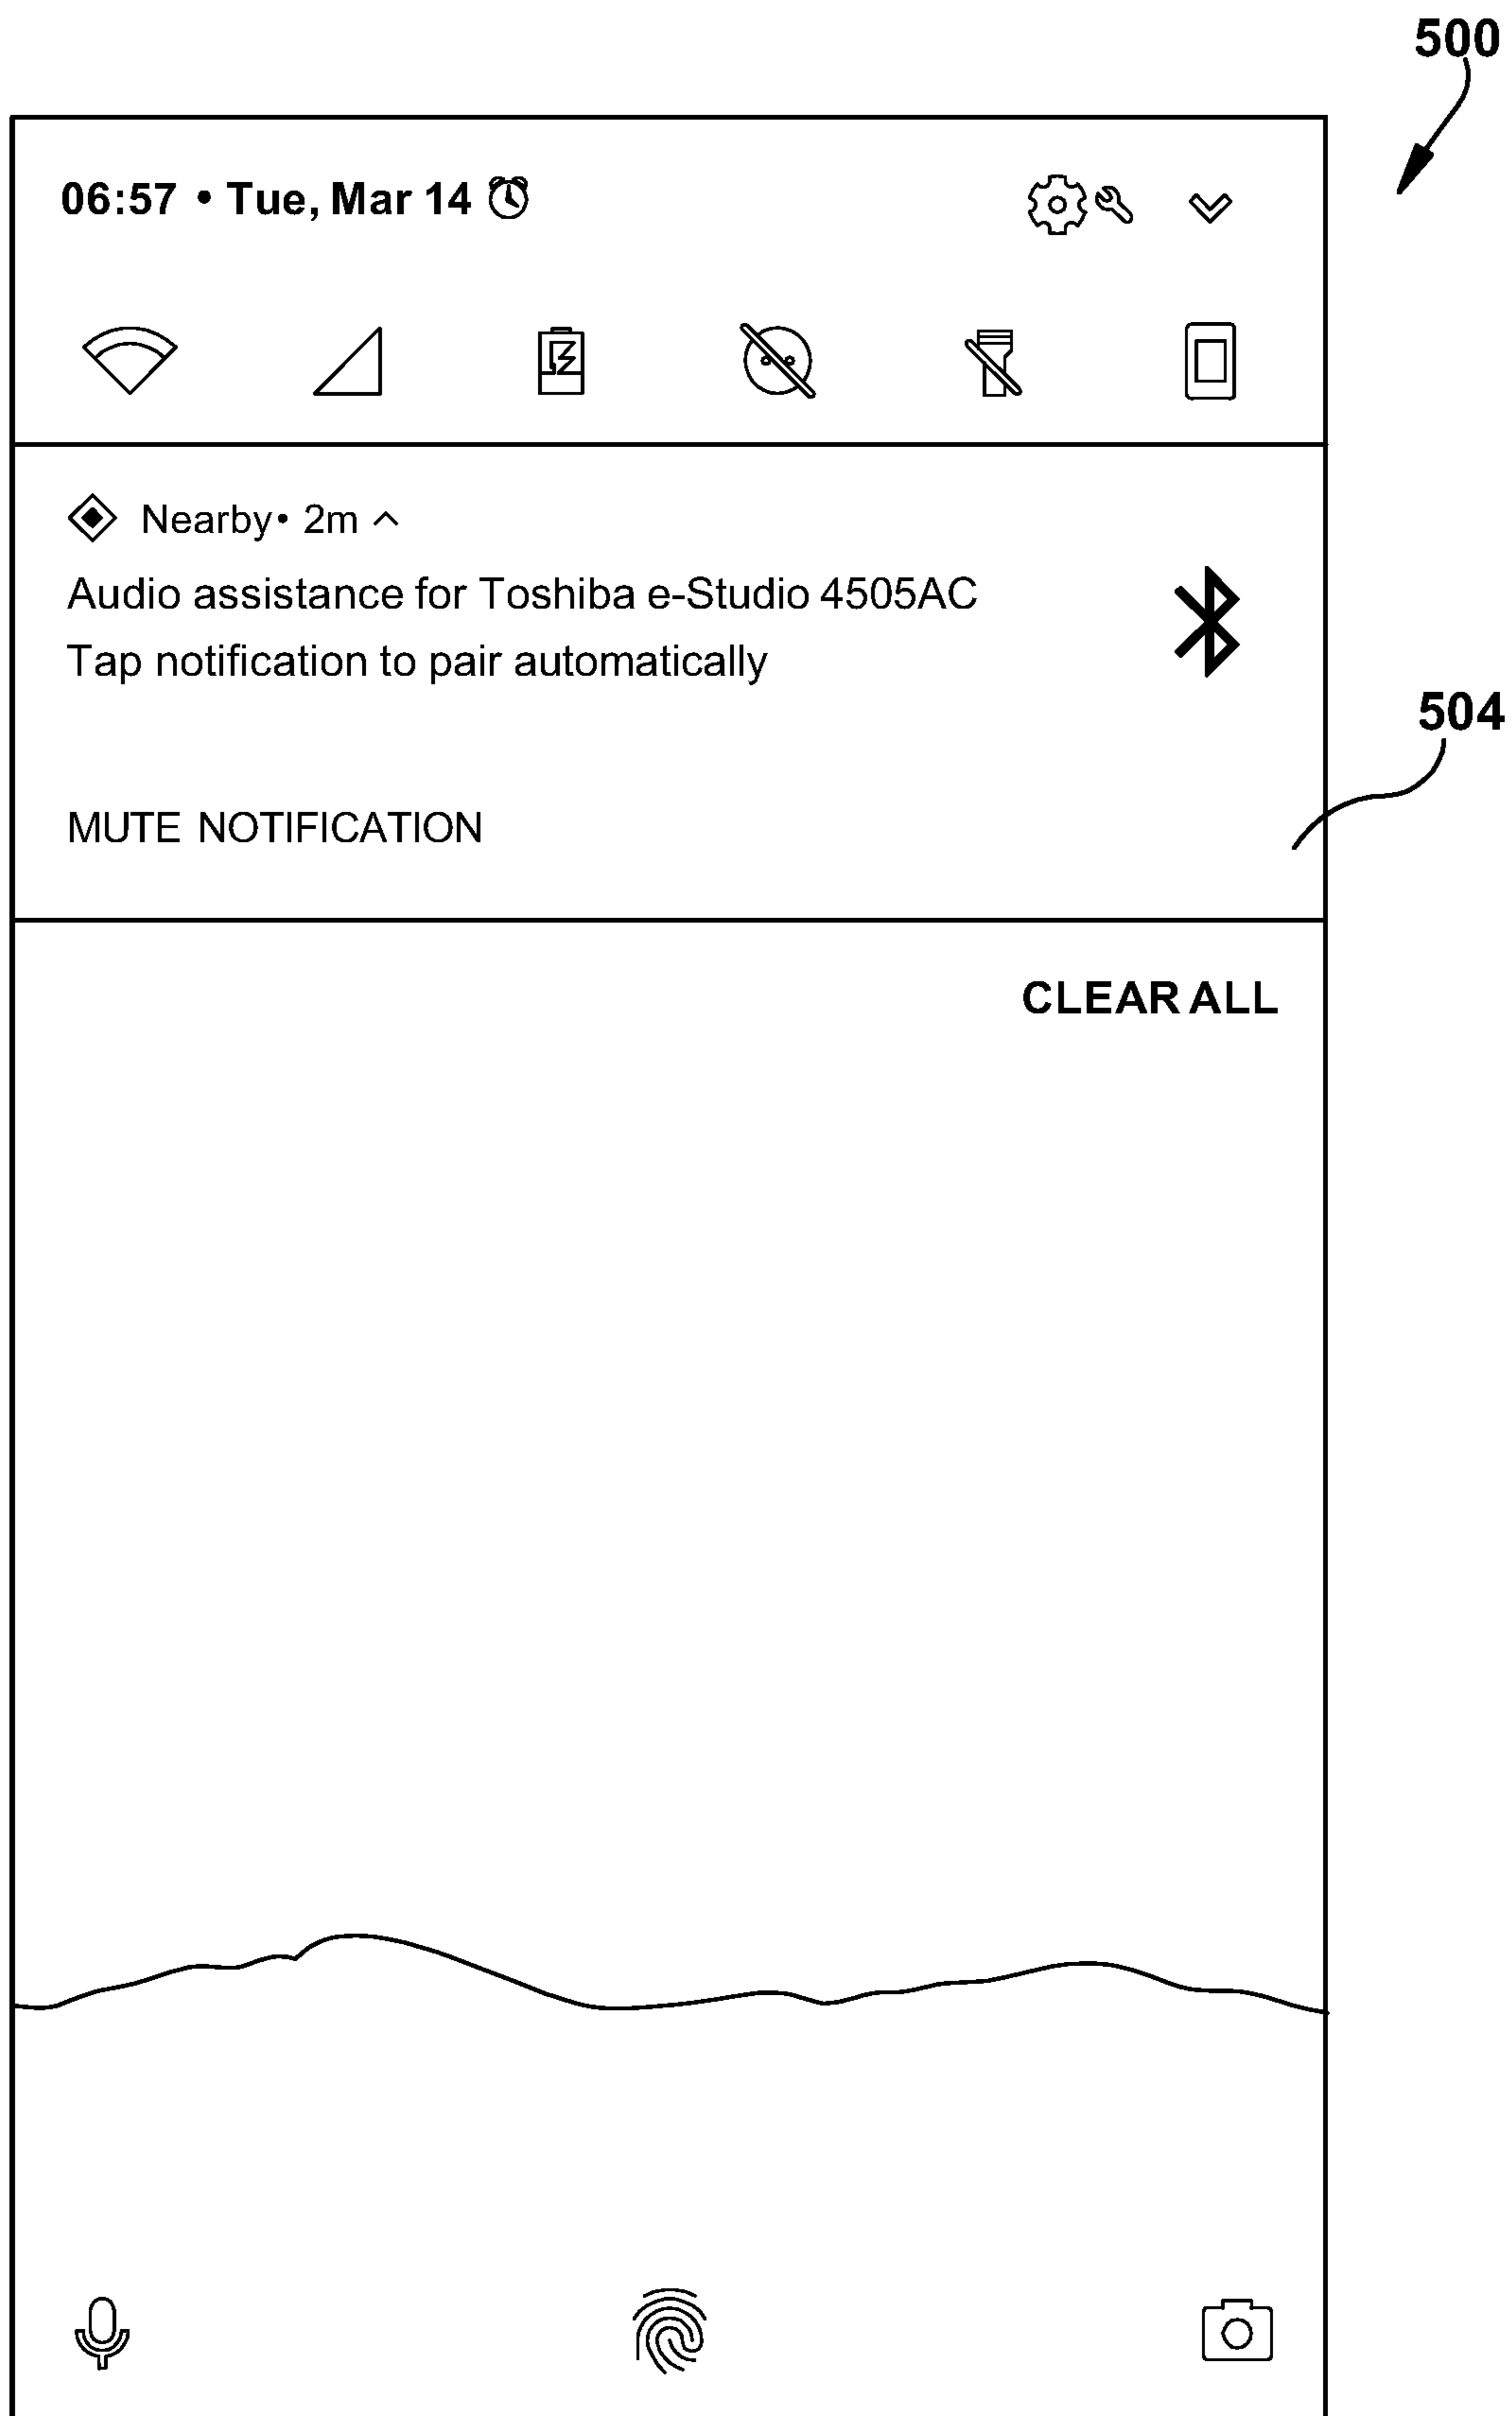 500
06:57 • Tue, Mar 14
Nearby • 2m
Audio assistance for Toshiba e-Studio 4505AC
Tap notification to pair automatically
504
MUTE NOTIFICATION
CLEAR ALL